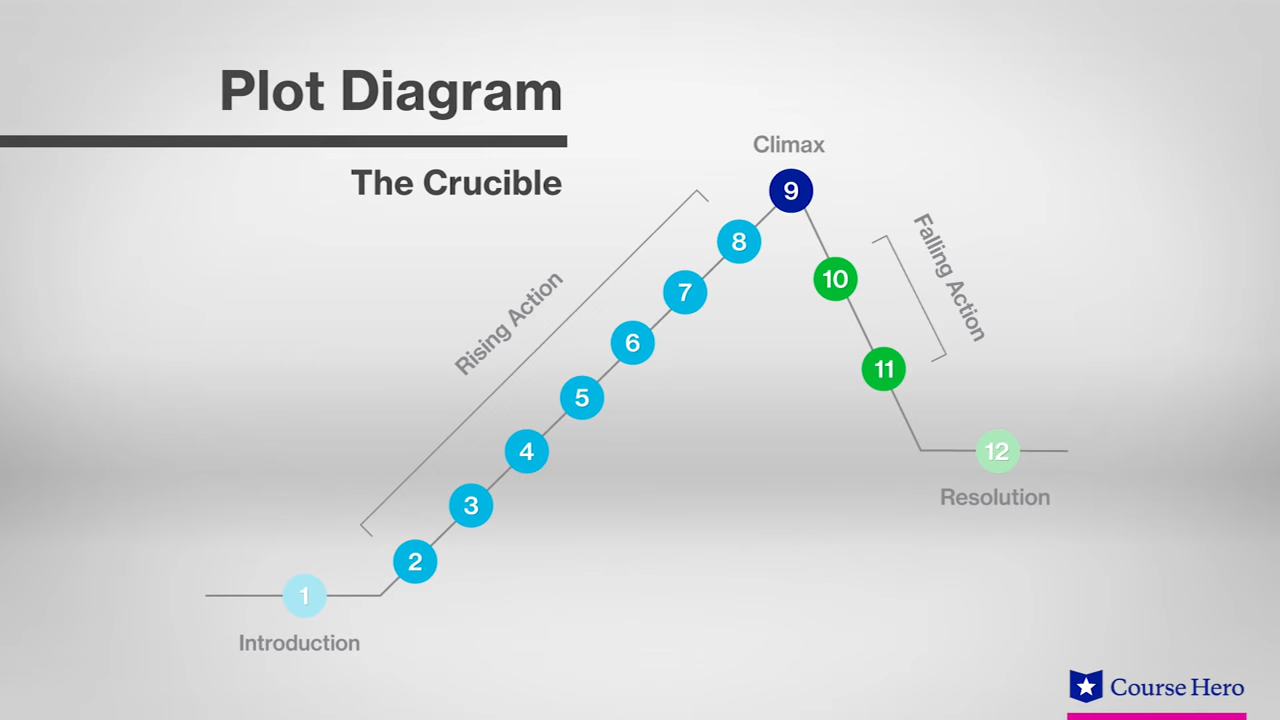 Plot Diagram
The Crucible
Climax
9
8
7
6
5
4
3
2
1
10
11
12
Rising Action
Falling Action
Introduction
Resolution
Course Hero